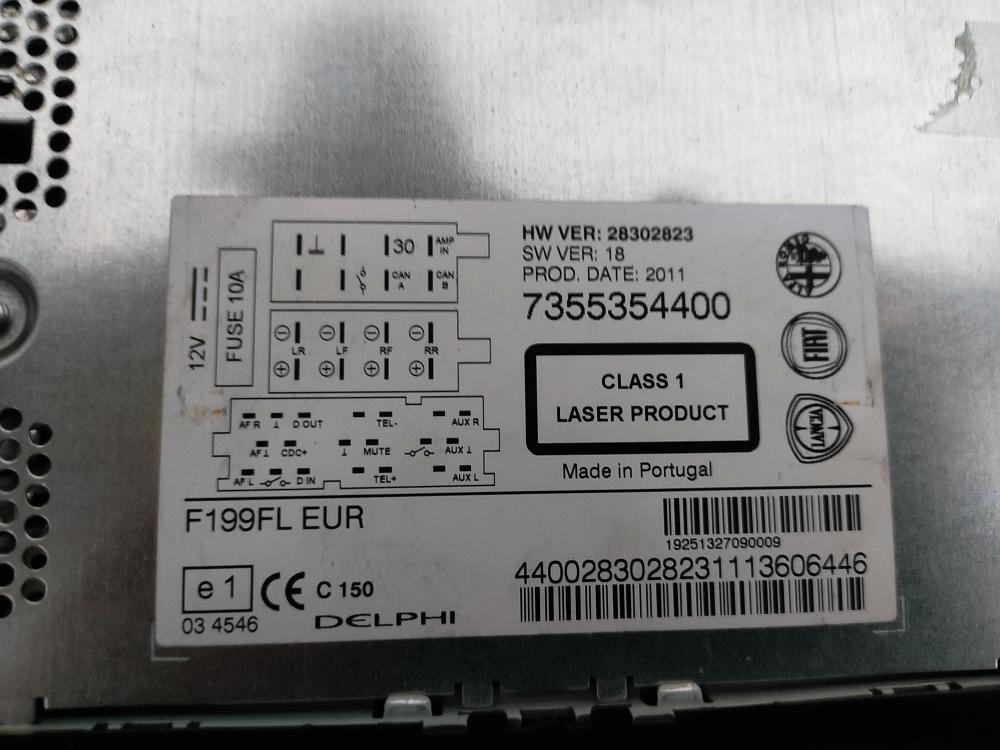 12V
FUSE 10A
30 AMP IN
CAN A CAN B
LR LF RF RR
AF R ⊥ D OUT TEL- AUX R
AF⊥ CDC+ ⊥ MUTE AUX ⊥
AF L D IN TEL+ AUX L
HW VER: 28302823
SW VER: 18
PROD. DATE: 2011
7355354400
CLASS 1
LASER PRODUCT
Made in Portugal
FIAT
LANCIA
F199FL EUR
19251327090009
44002830282311113606446
e 1
CE C 150
03 4546
DELPHI